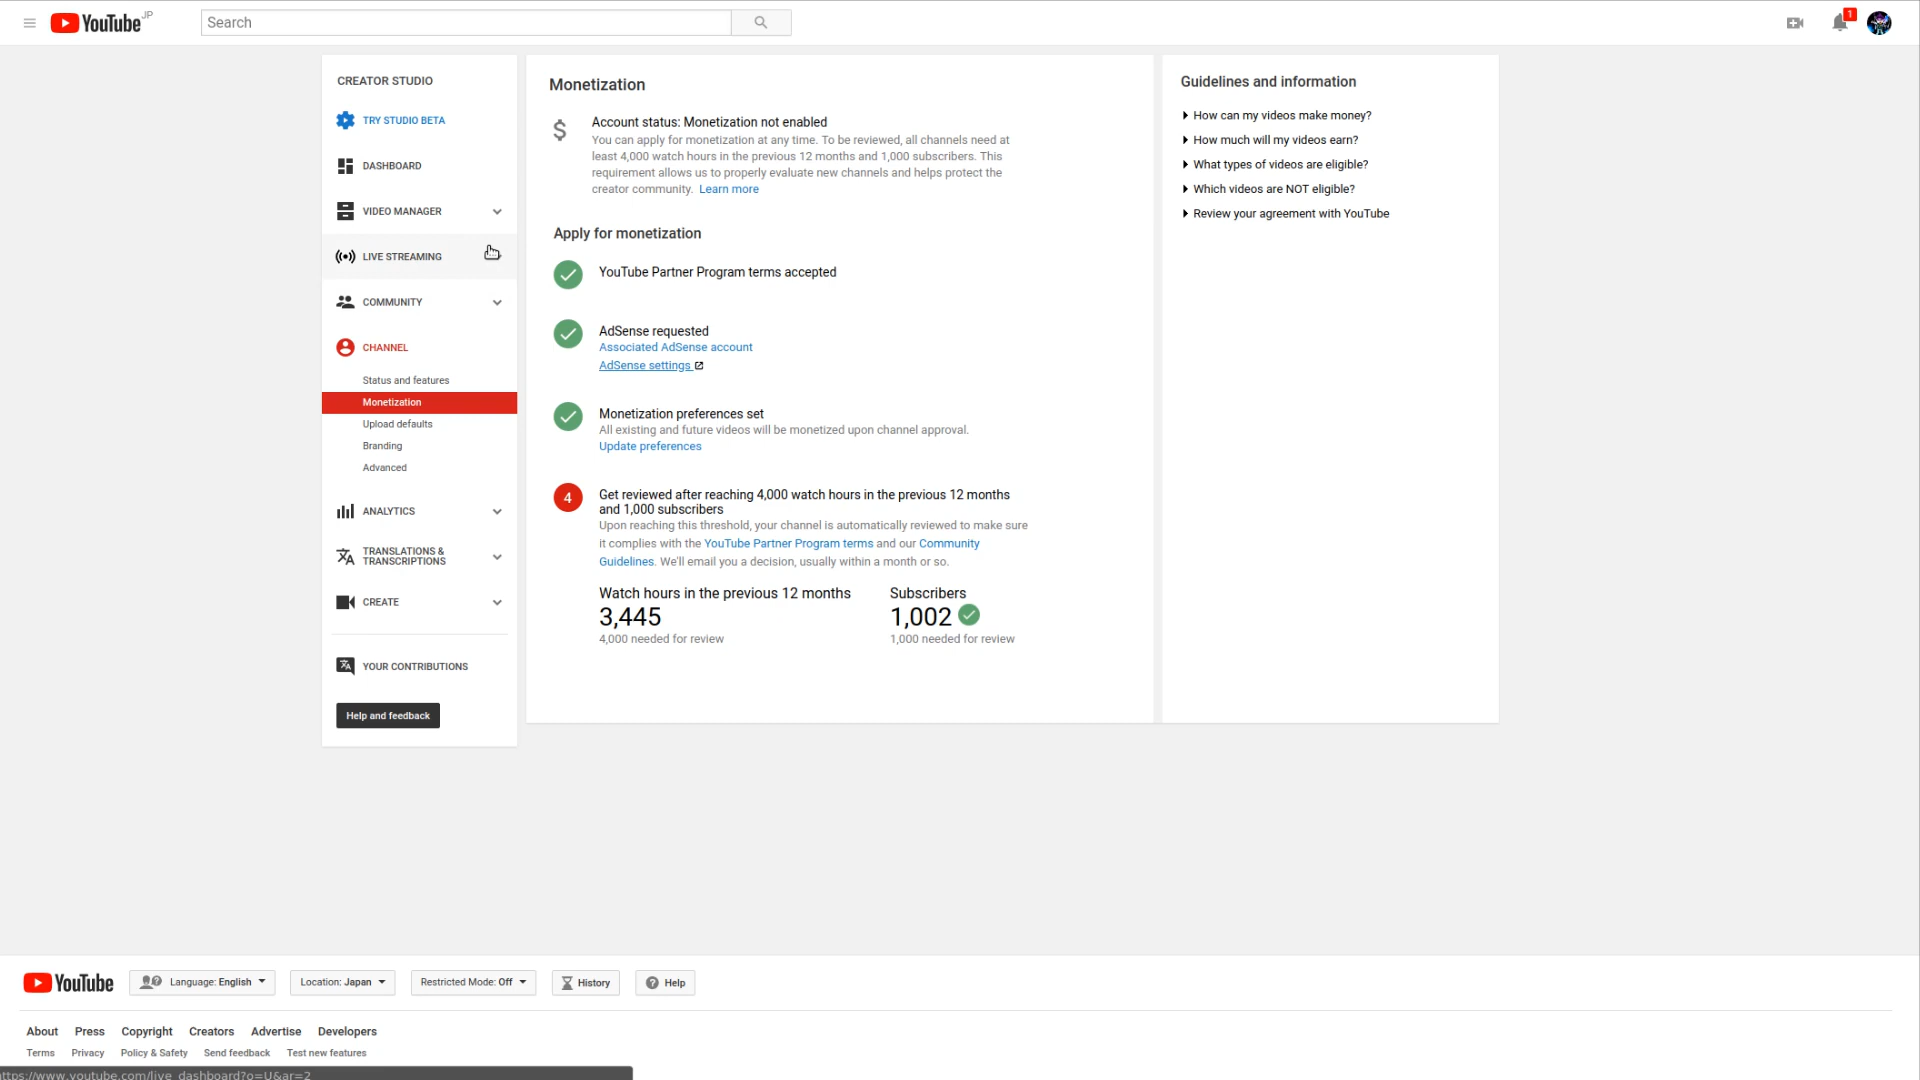 YouTube JP
Search
1
CREATOR STUDIO
TRY STUDIO BETA
DASHBOARD
VIDEO MANAGER
LIVE STREAMING
COMMUNITY
CHANNEL
Status and features
Monetization
Upload defaults
Branding
Advanced
ANALYTICS
TRANSLATIONS &
TRANSCRIPTIONS
CREATE
YOUR CONTRIBUTIONS
Help and feedback
Monetization
Account status: Monetization not enabled
You can apply for monetization at any time. To be reviewed, all channels need at
least 4,000 watch hours in the previous 12 months and 1,000 subscribers. This
requirement allows us to properly evaluate new channels and helps protect the
creator community. Learn more
Apply for monetization
YouTube Partner Program terms accepted
AdSense requested
Associated AdSense account
AdSense settings
Monetization preferences set
All existing and future videos will be monetized upon channel approval.
Update preferences
4
Get reviewed after reaching 4,000 watch hours in the previous 12 months
and 1,000 subscribers
Upon reaching this threshold, your channel is automatically reviewed to make sure
it complies with the YouTube Partner Program terms and our Community
Guidelines. We'll email you a decision, usually within a month or so.
Watch hours in the previous 12 months
3,445
4,000 needed for review
Subscribers
1,002
1,000 needed for review
Guidelines and information
How can my videos make money?
How much will my videos earn?
What types of videos are eligible?
Which videos are NOT eligible?
Review your agreement with YouTube
YouTube
Language: English
Location: Japan
Restricted Mode: Off
History
Help
About Press Copyright Creators Advertise Developers
Terms Privacy Policy & Safety Send feedback Test new features
ttps://www.youtube.com/live_dashboard?o=U&ar=2